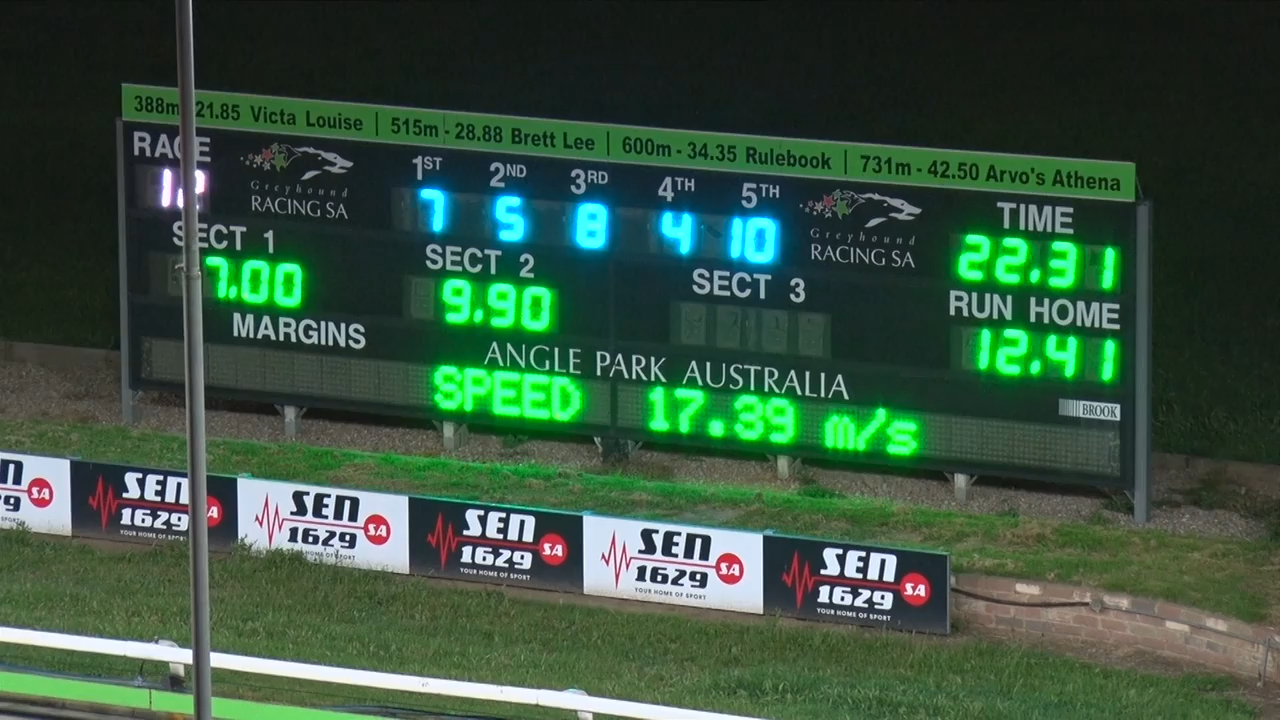 388m 21.85 Victa Louise | 515m - 28.88 Brett Lee | 600m - 34.35 Rulebook | 731m - 42.50 Arvo's Athena
RACE
Greyhound
RACING SA
1ST 2ND 3RD 4TH 5TH
7 5 8 4 10
Greyhound
RACING SA
TIME
22.31
SECT 1
7.00
SECT 2
9.90
SECT 3
RUN HOME
12.41
MARGINS
ANGLE PARK AUSTRALIA
SPEED 17.39 m/s
BROOK
SA
SEN
1629 SA
YOUR HOME OF SPORT
SEN
1629 SA
YOUR HOME OF SPORT
SEN
1629 SA
YOUR HOME OF SPORT
SEN
1629 SA
YOUR HOME OF SPORT
SEN
1629 SA
YOUR HOME OF SPORT